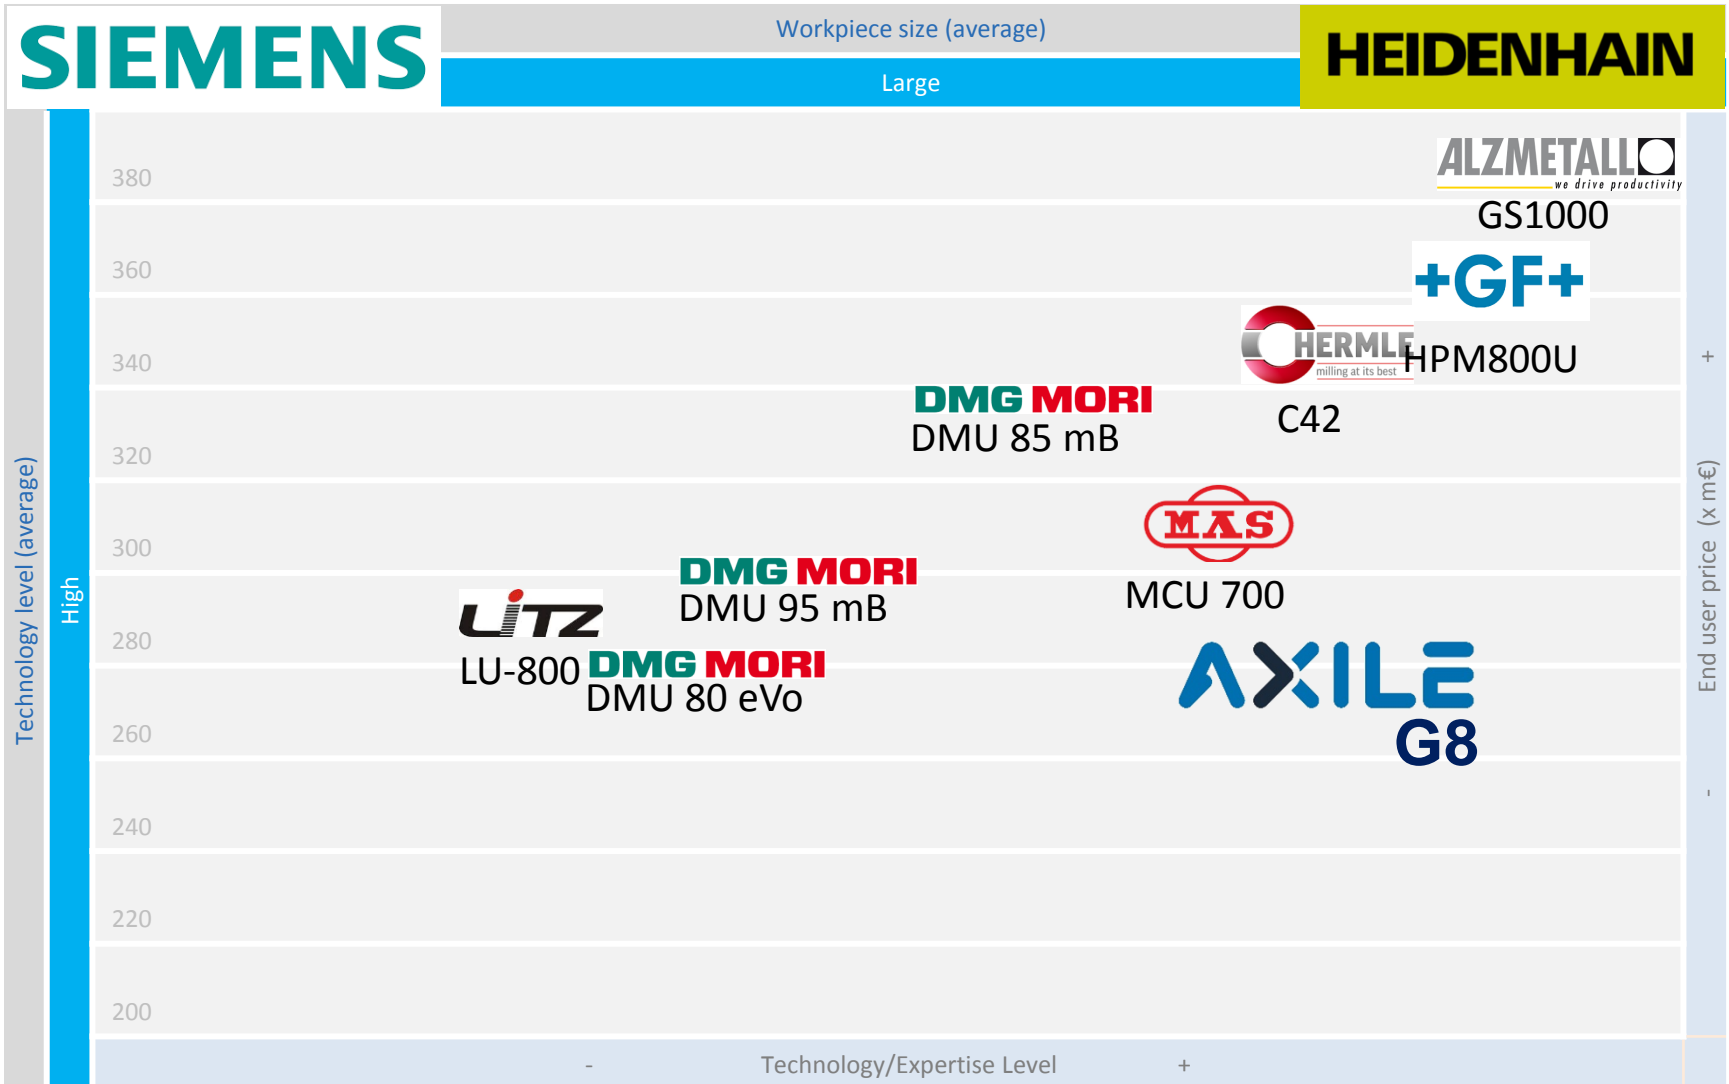 SIEMENS
Workpiece size (average)
HEIDENHAIN
Large
Technology level (average)
High
380
360
340
320
300
280
260
240
220
200
ALZMETALL
we drive productivity
GS1000
+GF+
HPM800U
HERMLE
milling at its best
C42
DMG MORI
DMU 85 mB
MAS
MCU 700
DMG MORI
DMU 95 mB
LiTZ
LU-800
DMG MORI
DMU 80 eVo
AXILE
G8
+
End user price (x m€)
-
- Technology/Expertise Level +